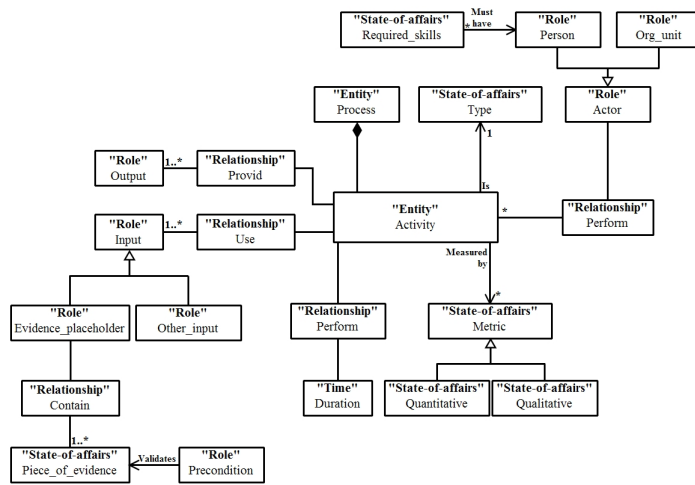 "State-of-affairs"
Required_skills
*
Must
have
"Role"
Person
"Role"
Org_unit
"Entity"
Process
"State-of-affairs"
Type
1
Is
"Role"
Actor
"Role"
Output
1..*
"Relationship"
Provid
"Entity"
Activity
*
"Relationship"
Perform
"Role"
Input
1..*
"Relationship"
Use
Measured
by
*
"Role"
Evidence_placeholder
"Role"
Other_input
"Relationship"
Perform
"State-of-affairs"
Metric
"Relationship"
Contain
"Time"
Duration
"State-of-affairs"
Quantitative
"State-of-affairs"
Qualitative
1..*
"State-of-affairs"
Piece_of_evidence
Validates
"Role"
Precondition